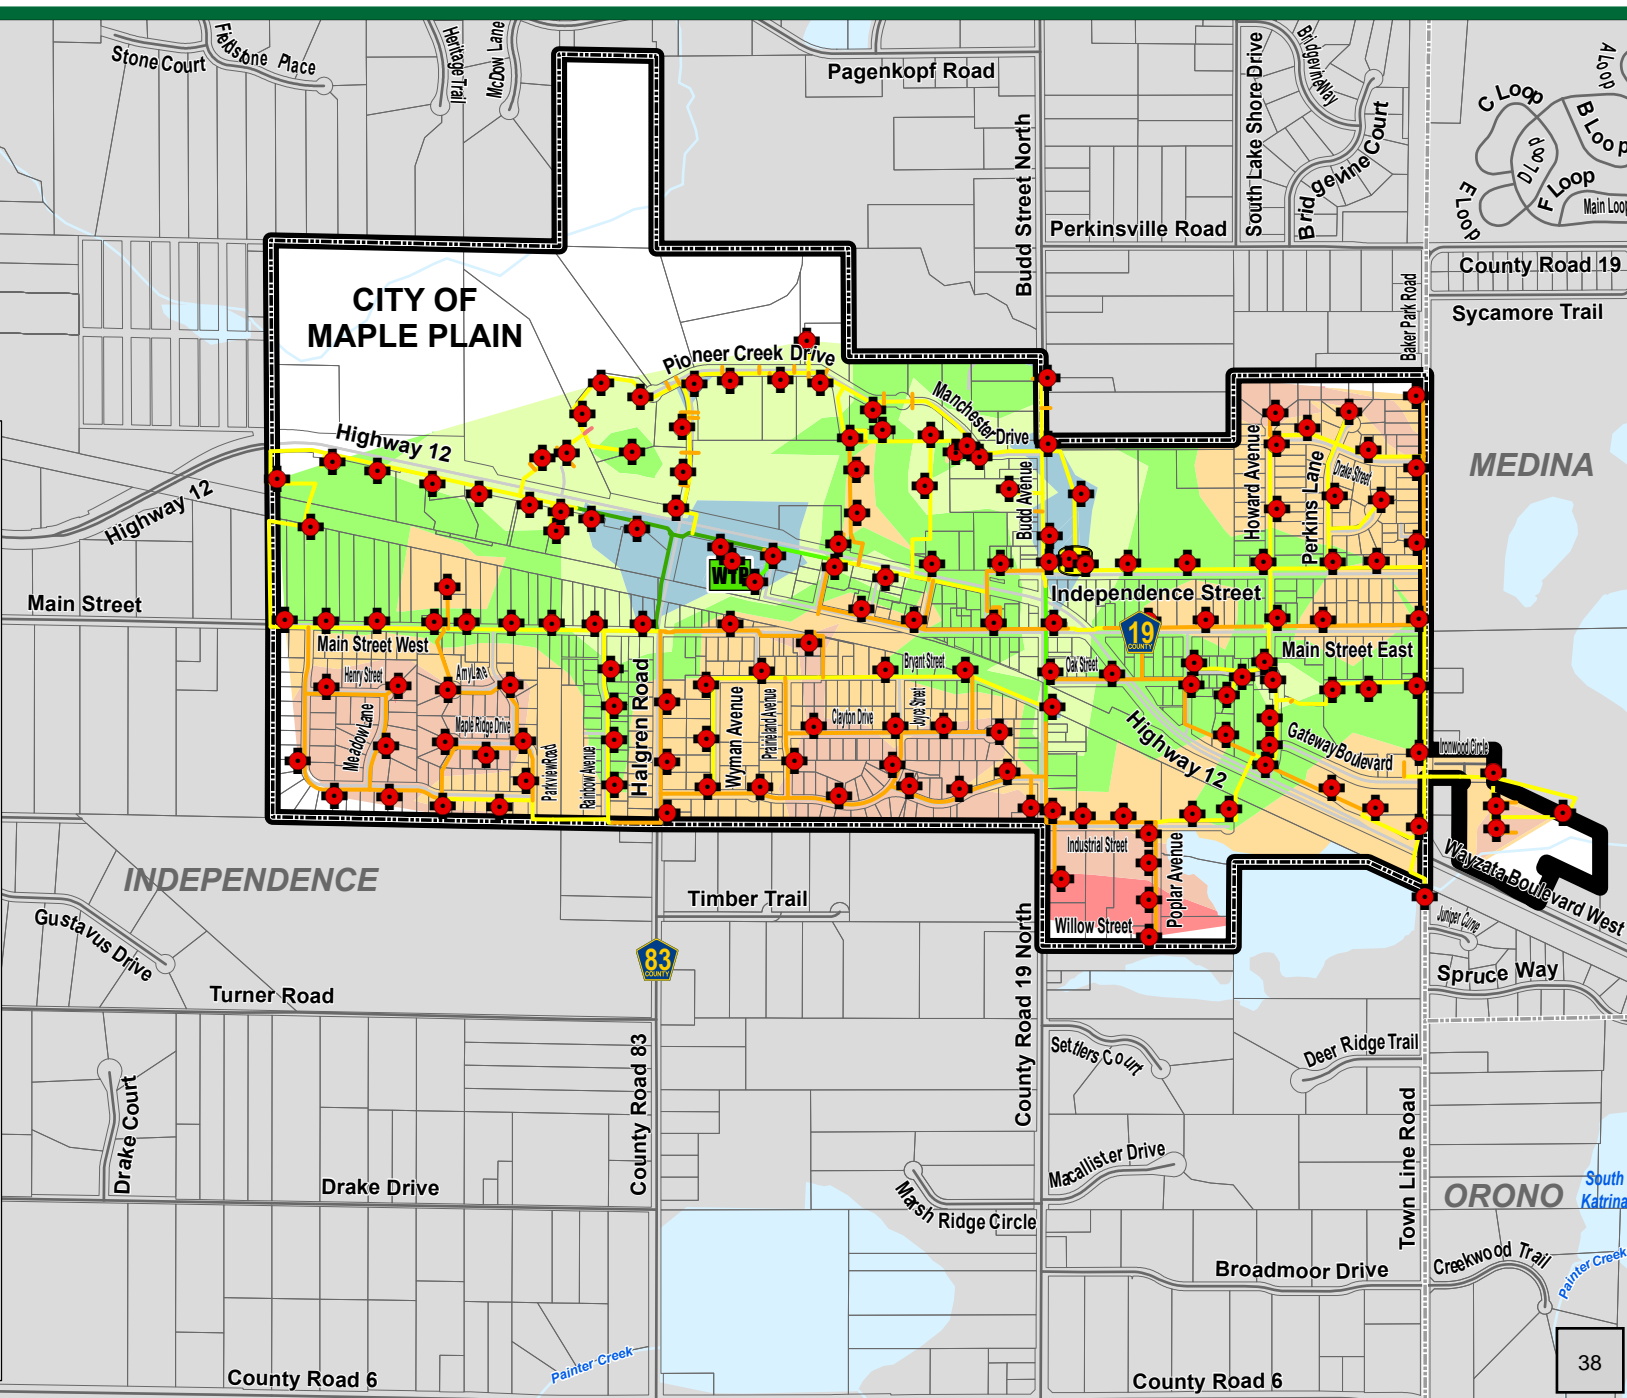 Stone Court
Fieldstone Place
Heritage Trail
McDow Lane
Pagenkopf Road
Budd Street North
South Lake Shore Drive
Bridgevine Way
Bridgevine Court
Perkinsville Road
C Loop
A Loop
B Loop
D Loop
E Loop
F Loop
Main Loop
County Road 19
Sycamore Trail
Baker Park Road
CITY OF
MAPLE PLAIN
Pioneer Creek Drive
Manchester Drive
Highway 12
Highway 12
Budd Avenue
Howard Avenue
Perkins Lane
Drake Street
MEDINA
WTP
Main Street
Independence Street
19
COUNTY
Main Street West
Main Street East
Henry Street
Amy Lane
Meadow Lane
Maple Ridge Drive
Parkview Road
Rainbow Avenue
Halgren Road
Wyman Avenue
Prairieland Avenue
Clayton Drive
Bryant Street
Joyce Street
Oak Street
Highway 12
Gateway Boulevard
Ironwood Circle
Industrial Street
Poplar Avenue
Willow Street
Wayzata Boulevard West
Juniper Curve
Spruce Way
INDEPENDENCE
Gustavus Drive
Timber Trail
83
COUNTY
Turner Road
County Road 19 North
County Road 83
Settlers Court
Deer Ridge Trail
Drake Court
Drake Drive
Macallister Drive
Marsh Ridge Circle
Town Line Road
ORONO
South
Katrina
Creekwood Trail
Painter Creek
Broadmoor Drive
Painter Creek
County Road 6
County Road 6
38